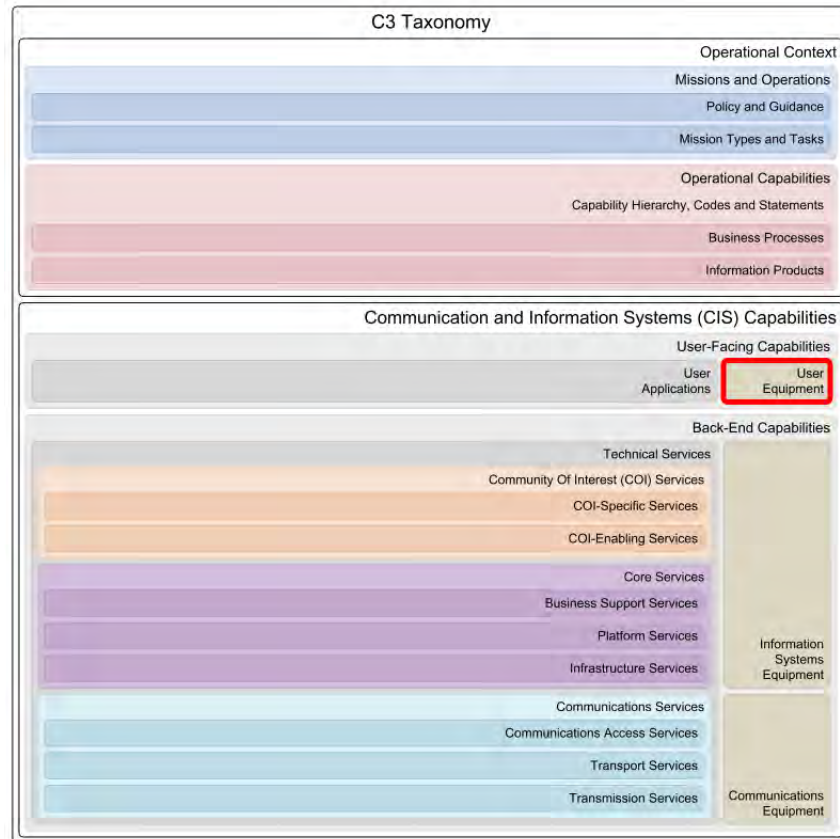 C3 Taxonomy
Operational Context
Missions and Operations
Policy and Guidance
Mission Types and Tasks
Operational Capabilities
Capability Hierarchy, Codes and Statements
Business Processes
Information Products
Communication and Information Systems (CIS) Capabilities
User-Facing Capabilities
User
Applications
User
Equipment
Back-End Capabilities
Technical Services
Community Of Interest (COI) Services
COI-Specific Services
COI-Enabling Services
Core Services
Business Support Services
Platform Services
Infrastructure Services
Information
Systems
Equipment
Communications Services
Communications Access Services
Transport Services
Transmission Services
Communications
Equipment